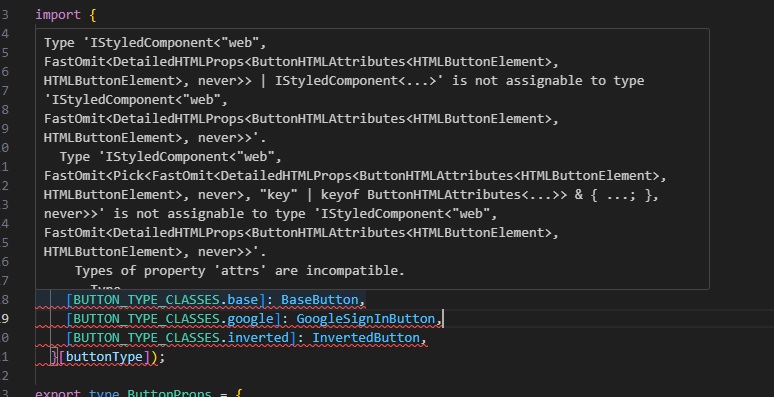 3 import {
4
Type 'IStyledComponent<"web",
5 FastOmit<DetailedHTMLProps<ButtonHTMLAttributes<HTMLButtonElement>,
6 HTMLButtonElement>, never>> | IStyledComponent<...>' is not assignable to type
7 'IStyledComponent<"web",
8 FastOmit<DetailedHTMLProps<ButtonHTMLAttributes<HTMLButtonElement>,
9 HTMLButtonElement>, never>>'.
0 Type 'IStyledComponent<"web",
1 FastOmit<Pick<FastOmit<DetailedHTMLProps<ButtonHTMLAttributes<HTMLButtonElement>,
2 HTMLButtonElement>, never>, "key" | keyof ButtonHTMLAttributes<...>> & { ...; },
3 never>>' is not assignable to type 'IStyledComponent<"web",
4 FastOmit<DetailedHTMLProps<ButtonHTMLAttributes<HTMLButtonElement>,
5 HTMLButtonElement>, never>>'.
6 Types of property 'attrs' are incompatible.
7 Type
8 [BUTTON_TYPE_CLASSES.base]: BaseButton,
9 [BUTTON_TYPE_CLASSES.google]: GoogleSignInButton,
0 [BUTTON_TYPE_CLASSES.inverted]: InvertedButton,
1 }[buttonType]);
2
3 export type ButtonProps = {